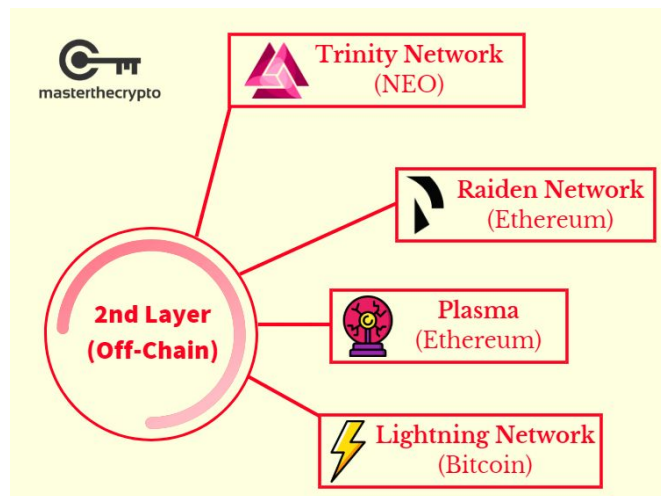 masterthecrypto
Trinity Network
(NEO)
Raiden Network
(Ethereum)
2nd Layer
(Off-Chain)
Plasma
(Ethereum)
Lightning Network
(Bitcoin)